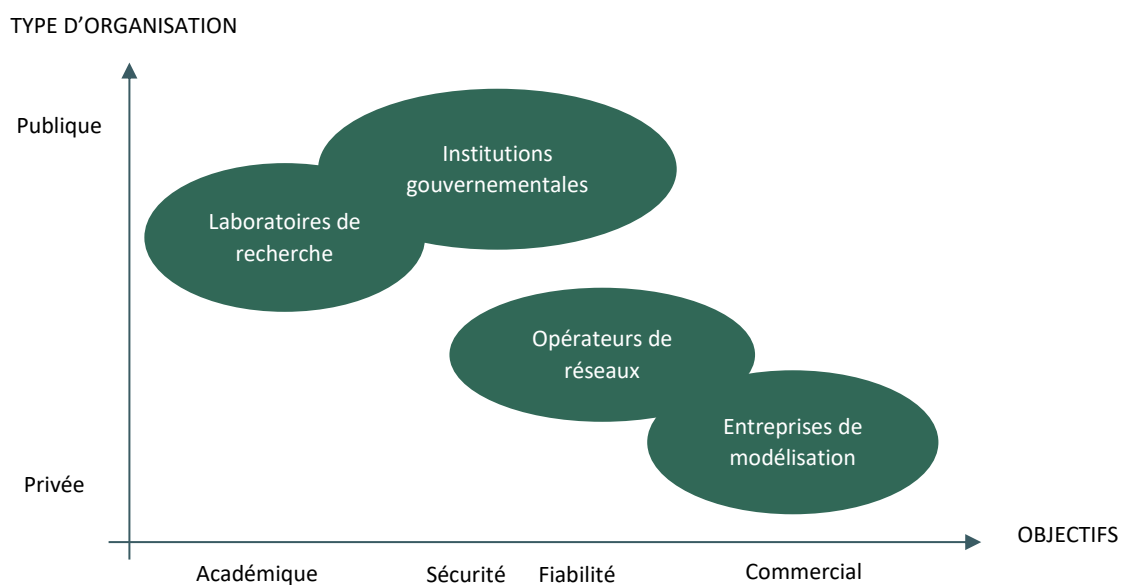 TYPE D’ORGANISATION
Publique
Institutions
gouvernementales
Laboratoires de
recherche
Opérateurs de
réseaux
Entreprises de
modélisation
Privée
OBJECTIFS
Académique
Sécurité
Fiabilité
Commercial